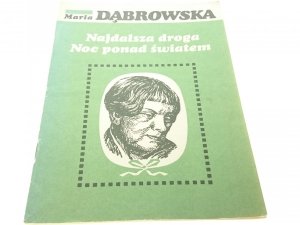 Maria DĄBROWSKA
Najdalsza droga
Noc ponad światem